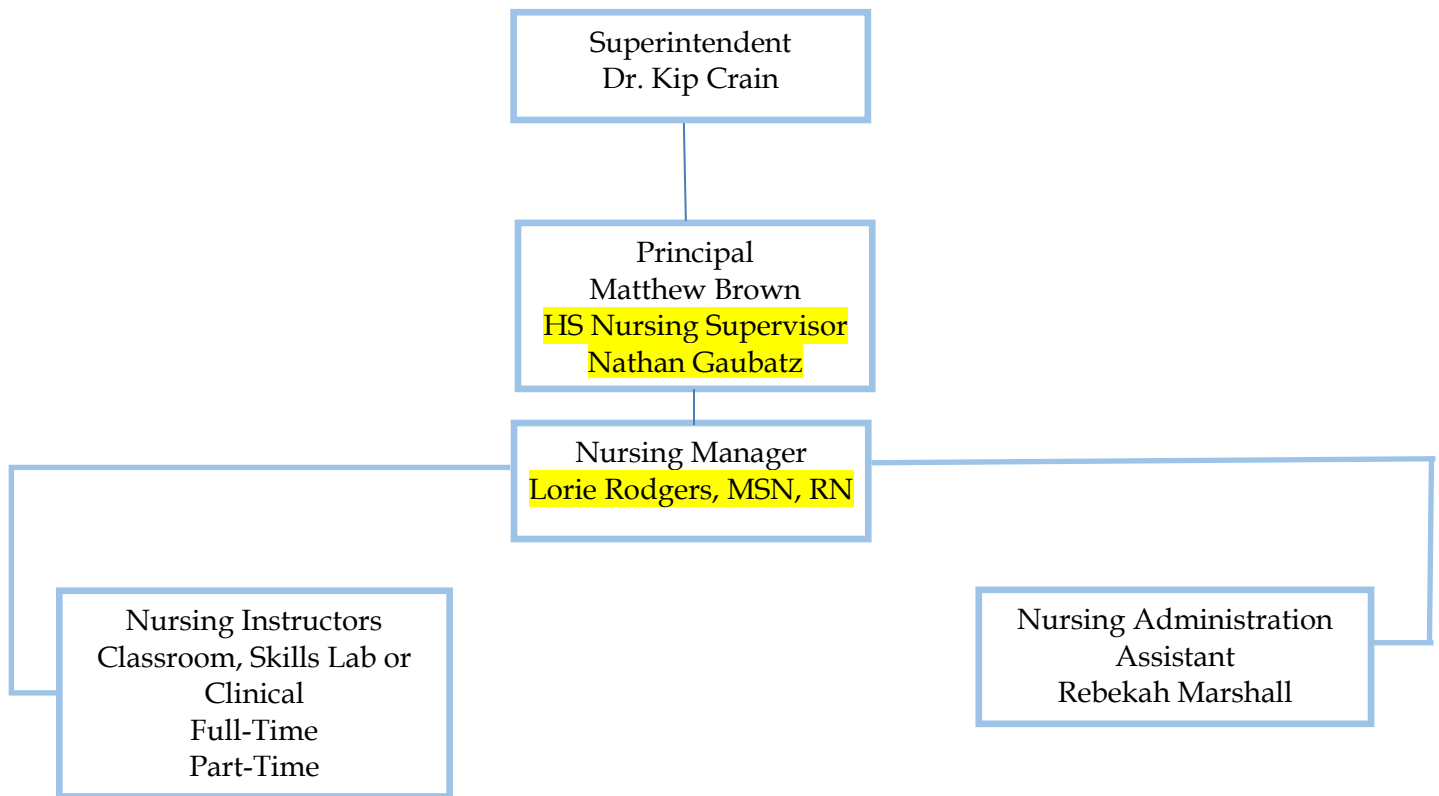 Superintendent
Dr. Kip Crain
Principal
Matthew Brown
HS Nursing Supervisor
Nathan Gaubatz
Nursing Manager
Lorie Rodgers, MSN, RN
Nursing Instructors
Classroom, Skills Lab or
Clinical
Full-Time
Part-Time
Nursing Administration
Assistant
Rebekah Marshall